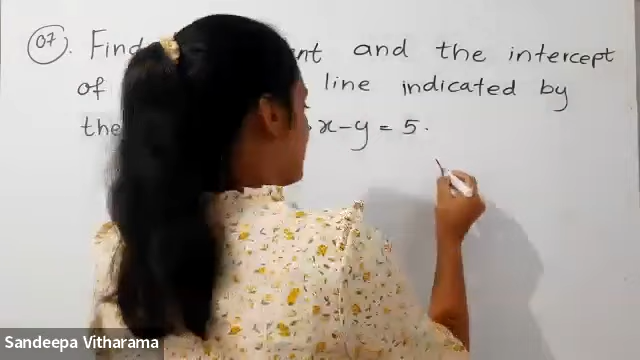 07. Find nt and the intercept
of line indicated by
the x-y = 5.
Sandeepa Vitharama